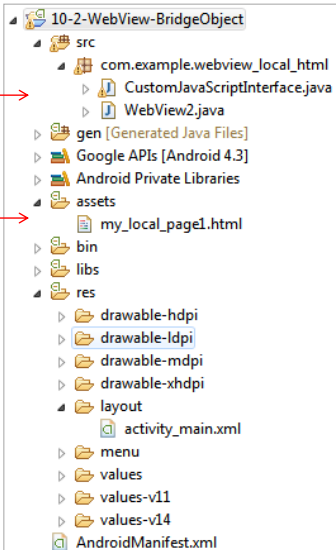 10-2-WebView-BridgeObject
src
com.example.webview_local_html
CustomJavaScriptInterface.java
WebView2.java
gen [Generated Java Files]
Google APIs [Android 4.3]
Android Private Libraries
assets
my_local_page1.html
bin
libs
res
drawable-hdpi
drawable-ldpi
drawable-mdpi
drawable-xhdpi
layout
activity_main.xml
menu
values
values-v11
values-v14
AndroidManifest.xml